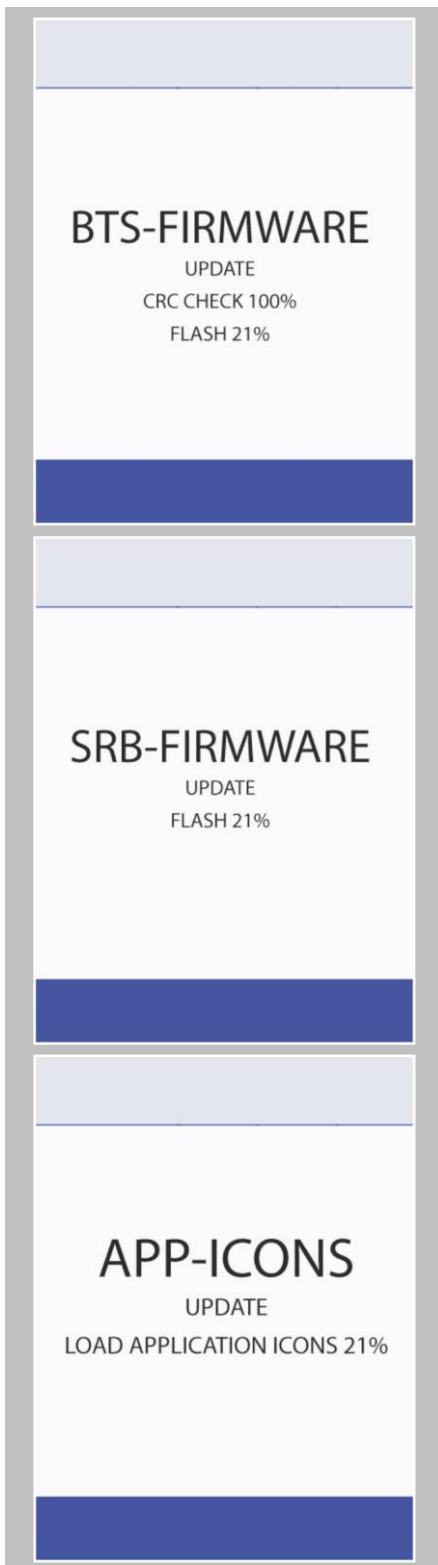 BTS-FIRMWARE
UPDATE
CRC CHECK 100%
FLASH 21%
SRB-FIRMWARE
UPDATE
FLASH 21%
APP-ICONS
UPDATE
LOAD APPLICATION ICONS 21%